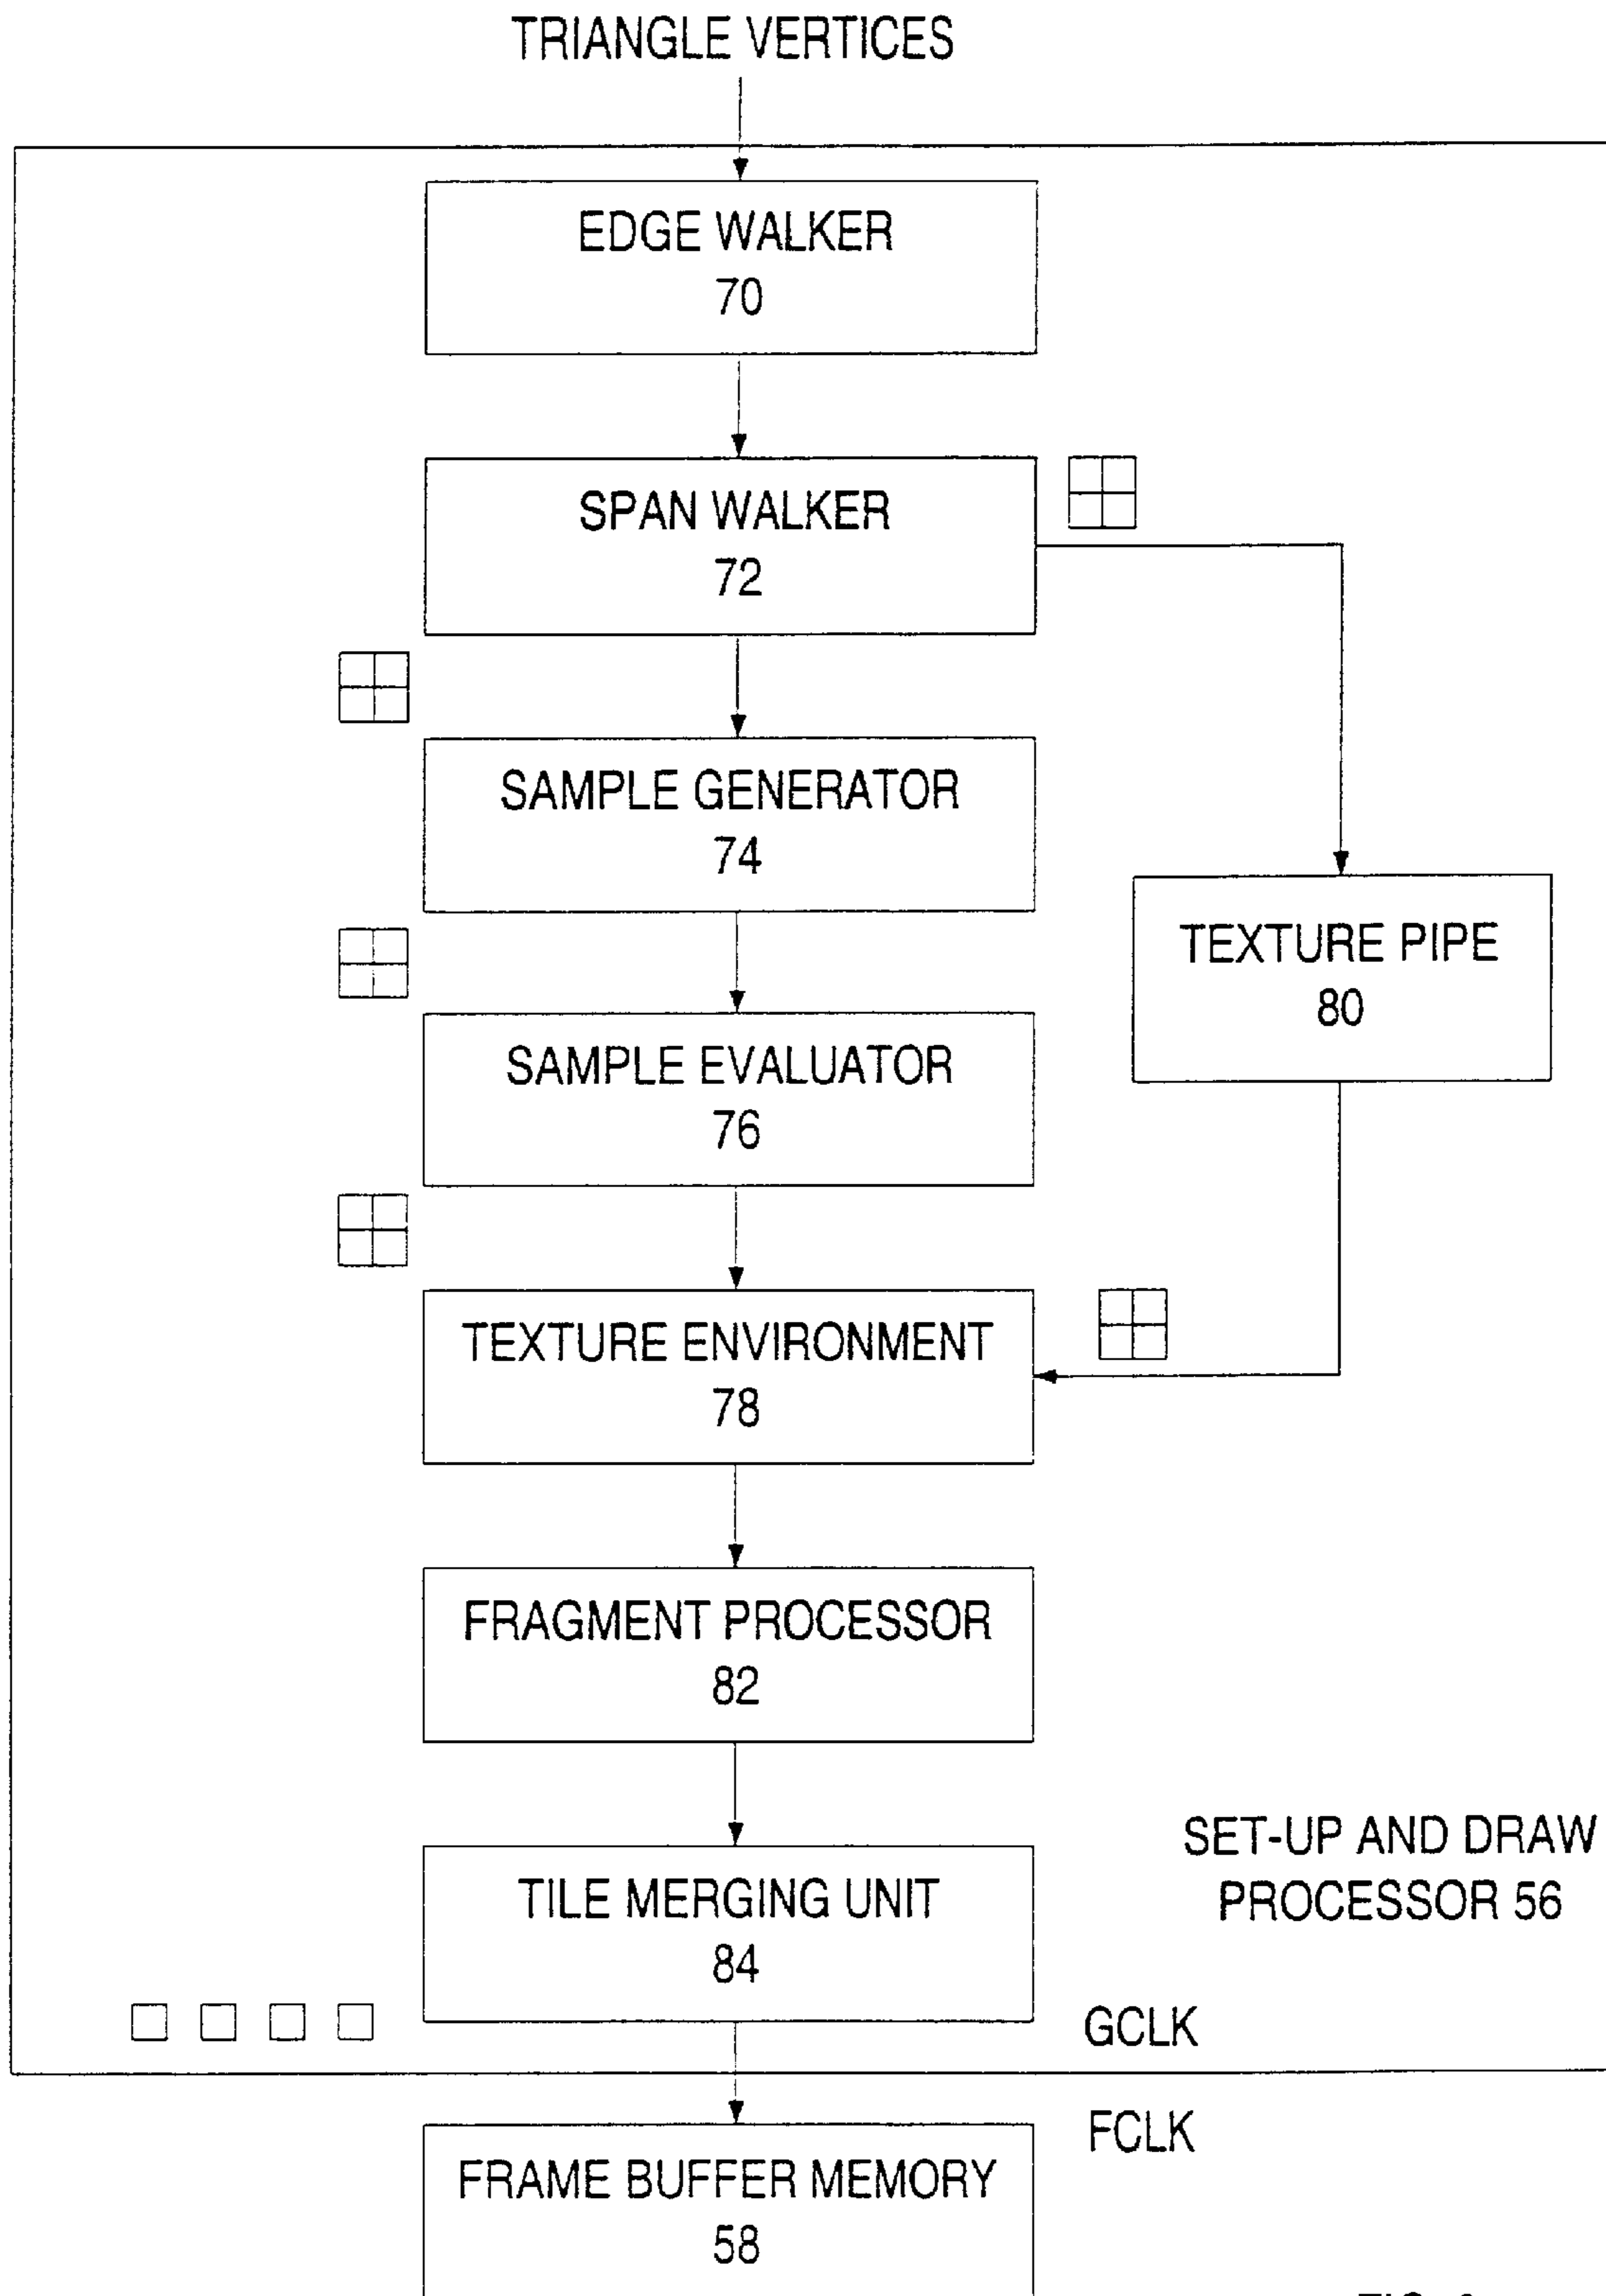 TRIANGLE VERTICES
EDGE WALKER
70
SPAN WALKER
72
SAMPLE GENERATOR
74
TEXTURE PIPE
80
SAMPLE EVALUATOR
76
TEXTURE ENVIRONMENT
78
FRAGMENT PROCESSOR
82
SET-UP AND DRAW
PROCESSOR 56
TILE MERGING UNIT
84
GCLK
FCLK
FRAME BUFFER MEMORY
58